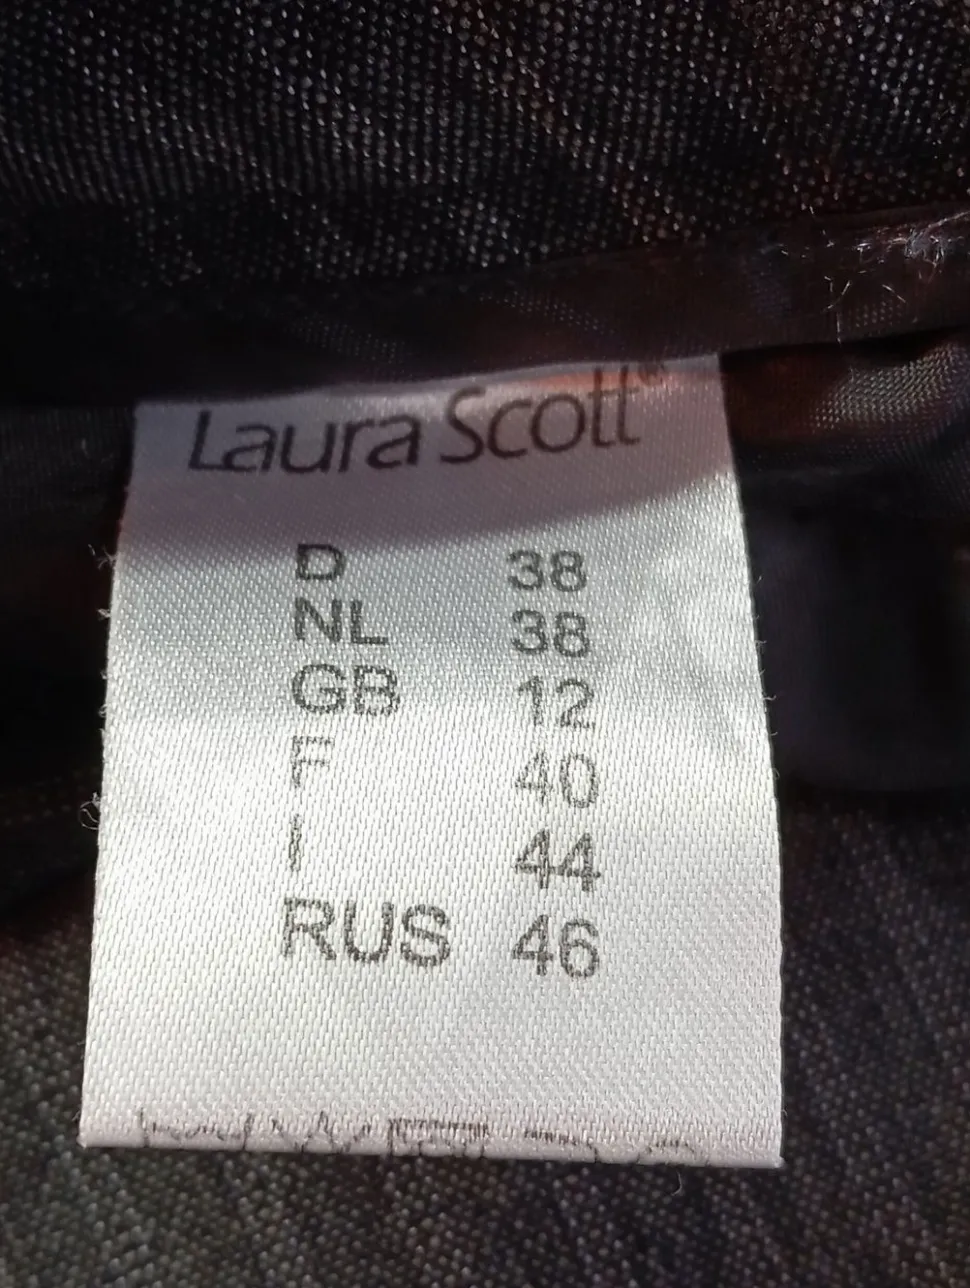 Laura Scott
D 38
NL 38
GB 12
F 40
I 44
RUS 46